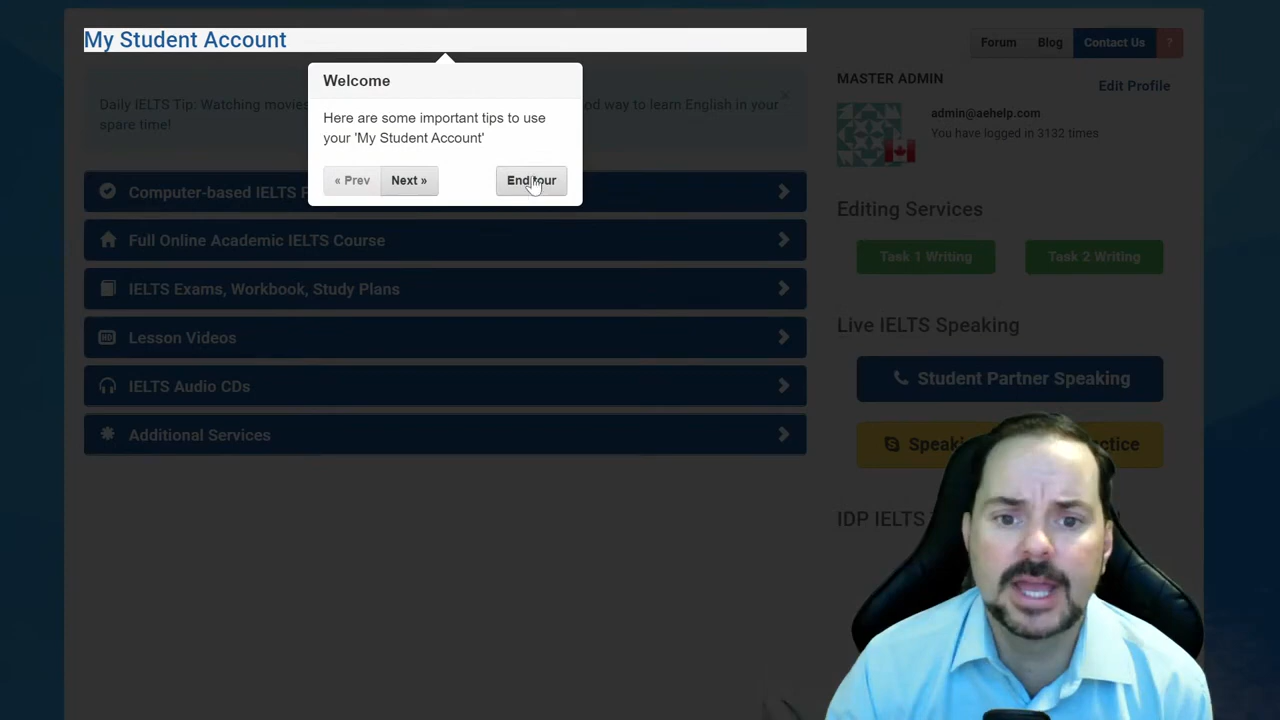 My Student Account
Forum
Blog
Contact Us
?
Welcome
Here are some important tips to use
your 'My Student Account'
« Prev
Next »
End tour
Daily IELTS Tip: Watching movies
ed way to learn English in your
spare time!
×
Computer-based IELTS
Full Online Academic IELTS Course
IELTS Exams, Workbook, Study Plans
HD
Lesson Videos
IELTS Audio CDs
Additional Services
MASTER ADMIN
Edit Profile
admin@aehelp.com
You have logged in 3132 times
Editing Services
Task 1 Writing
Task 2 Writing
Live IELTS Speaking
Student Partner Speaking
IDP IELTS